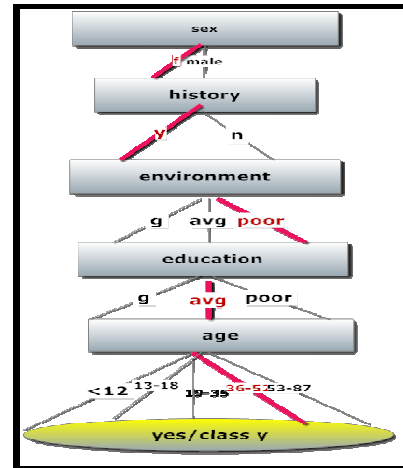 sex
f male
history
y n
environment
g avg poor
education
g avg poor
age
<12 13-18 19-35 36-52 53-87
yes/class y